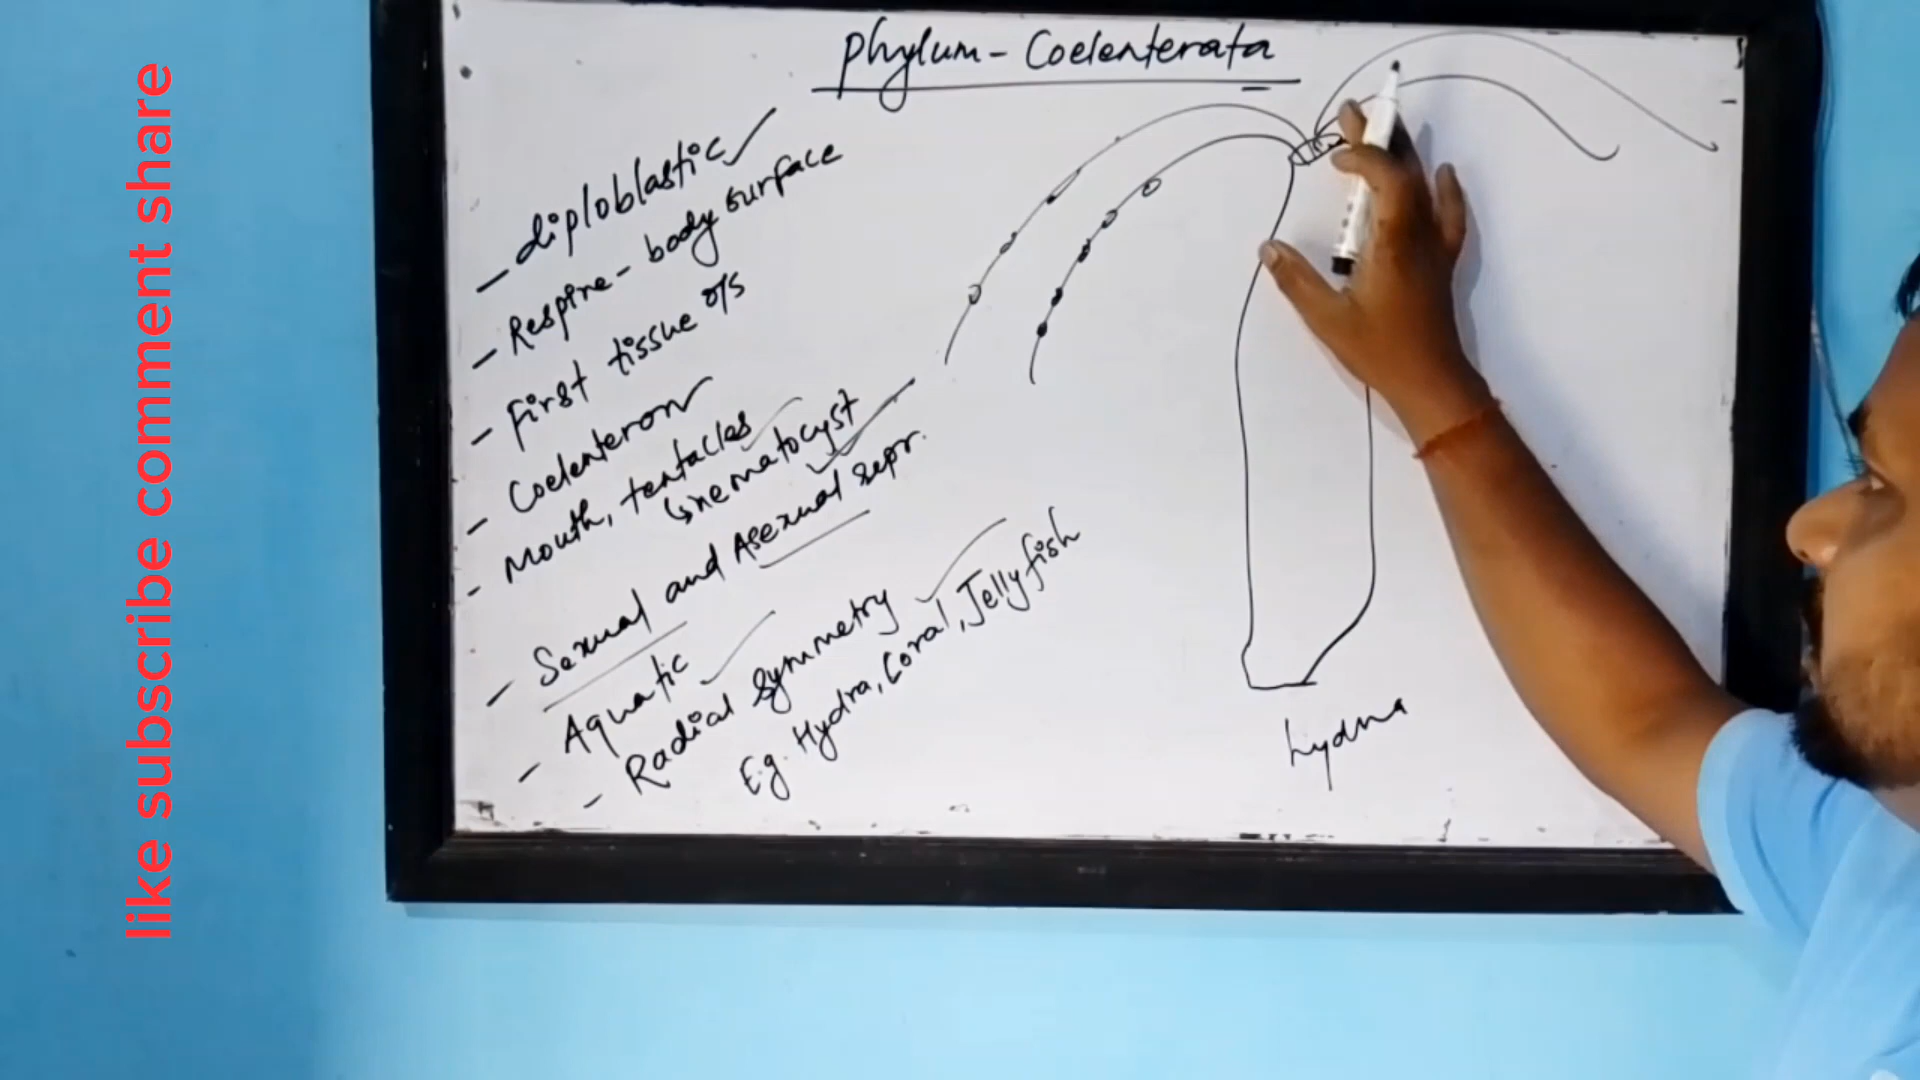 Phylum - Coelenterata
- diploblastic
- Respire - body surface
- First tissue o/s
- Coelenteron
- Mouth, tentacles
↳ nematocyst
- Sexual and Asexual repr.
- Aquatic
- Radial symmetry
E.g. Hydra, Coral, Jellyfish
hydra
like subscribe comment share